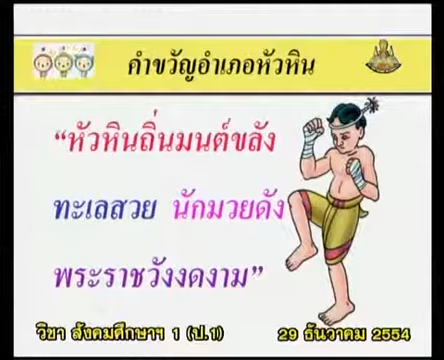 คำขวัญอำเภอหัวหิน
“หัวหินถิ่นมนต์ขลัง
ทะเลสวย นักมวยดัง
พระราชวังงดงาม”
วิชา สังคมศึกษาฯ 1 (ป.1) 29 ธันวาคม 2554